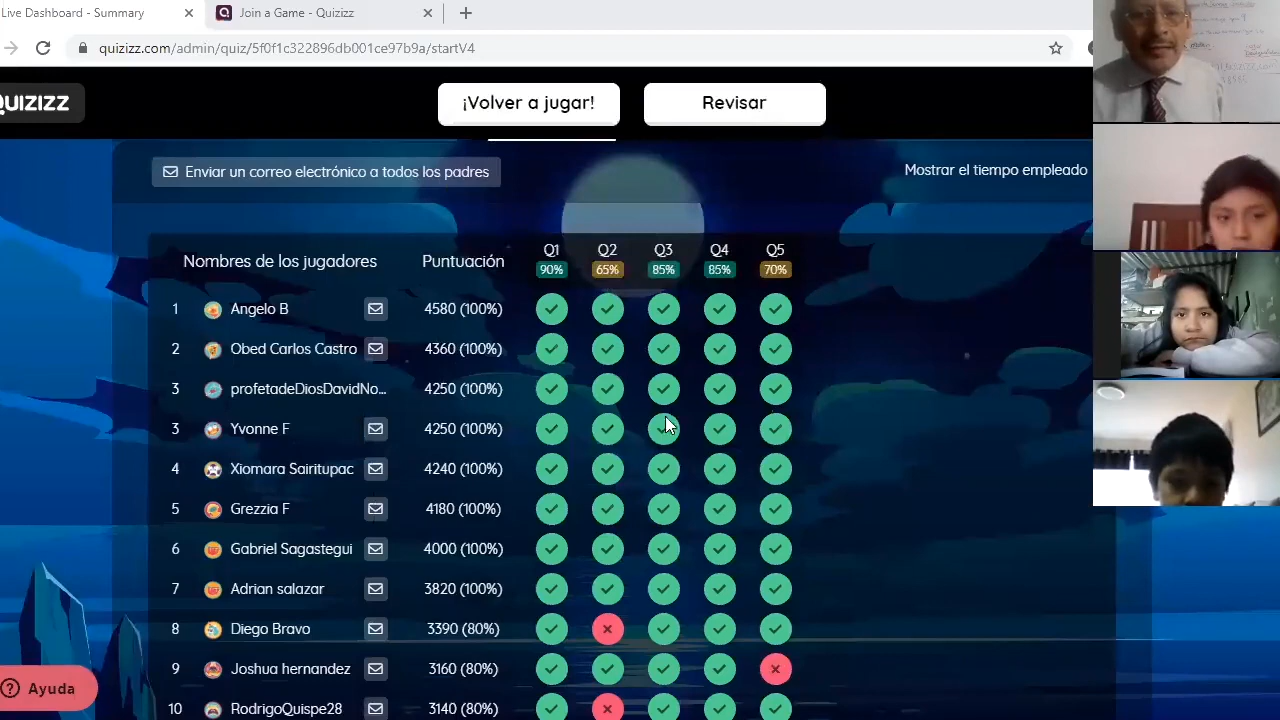 Live Dashboard - Summary
Join a Game - Quizizz
quizizz.com/admin/quiz/5f0f1c322896db001ce97b9a/startV4
QUIZIZZ
¡Volver a jugar!
Revisar
Enviar un correo electrónico a todos los padres
Mostrar el tiempo empleado
Nombres de los jugadores Puntuación Q1 Q2 Q3 Q4 Q5
90% 65% 85% 85% 70%
1 Angelo B 4580 (100%)
2 Obed Carlos Castro 4360 (100%)
3 profetadeDiosDavidNo... 4250 (100%)
3 Yvonne F 4250 (100%)
4 Xiomara Sairitupac 4240 (100%)
5 Grezzia F 4180 (100%)
6 Gabriel Sagastegui 4000 (100%)
7 Adrian salazar 3820 (100%)
8 Diego Bravo 3390 (80%)
9 Joshua hernandez 3160 (80%)
10 RodrigoQuispe28 3140 (80%)
? Ayuda